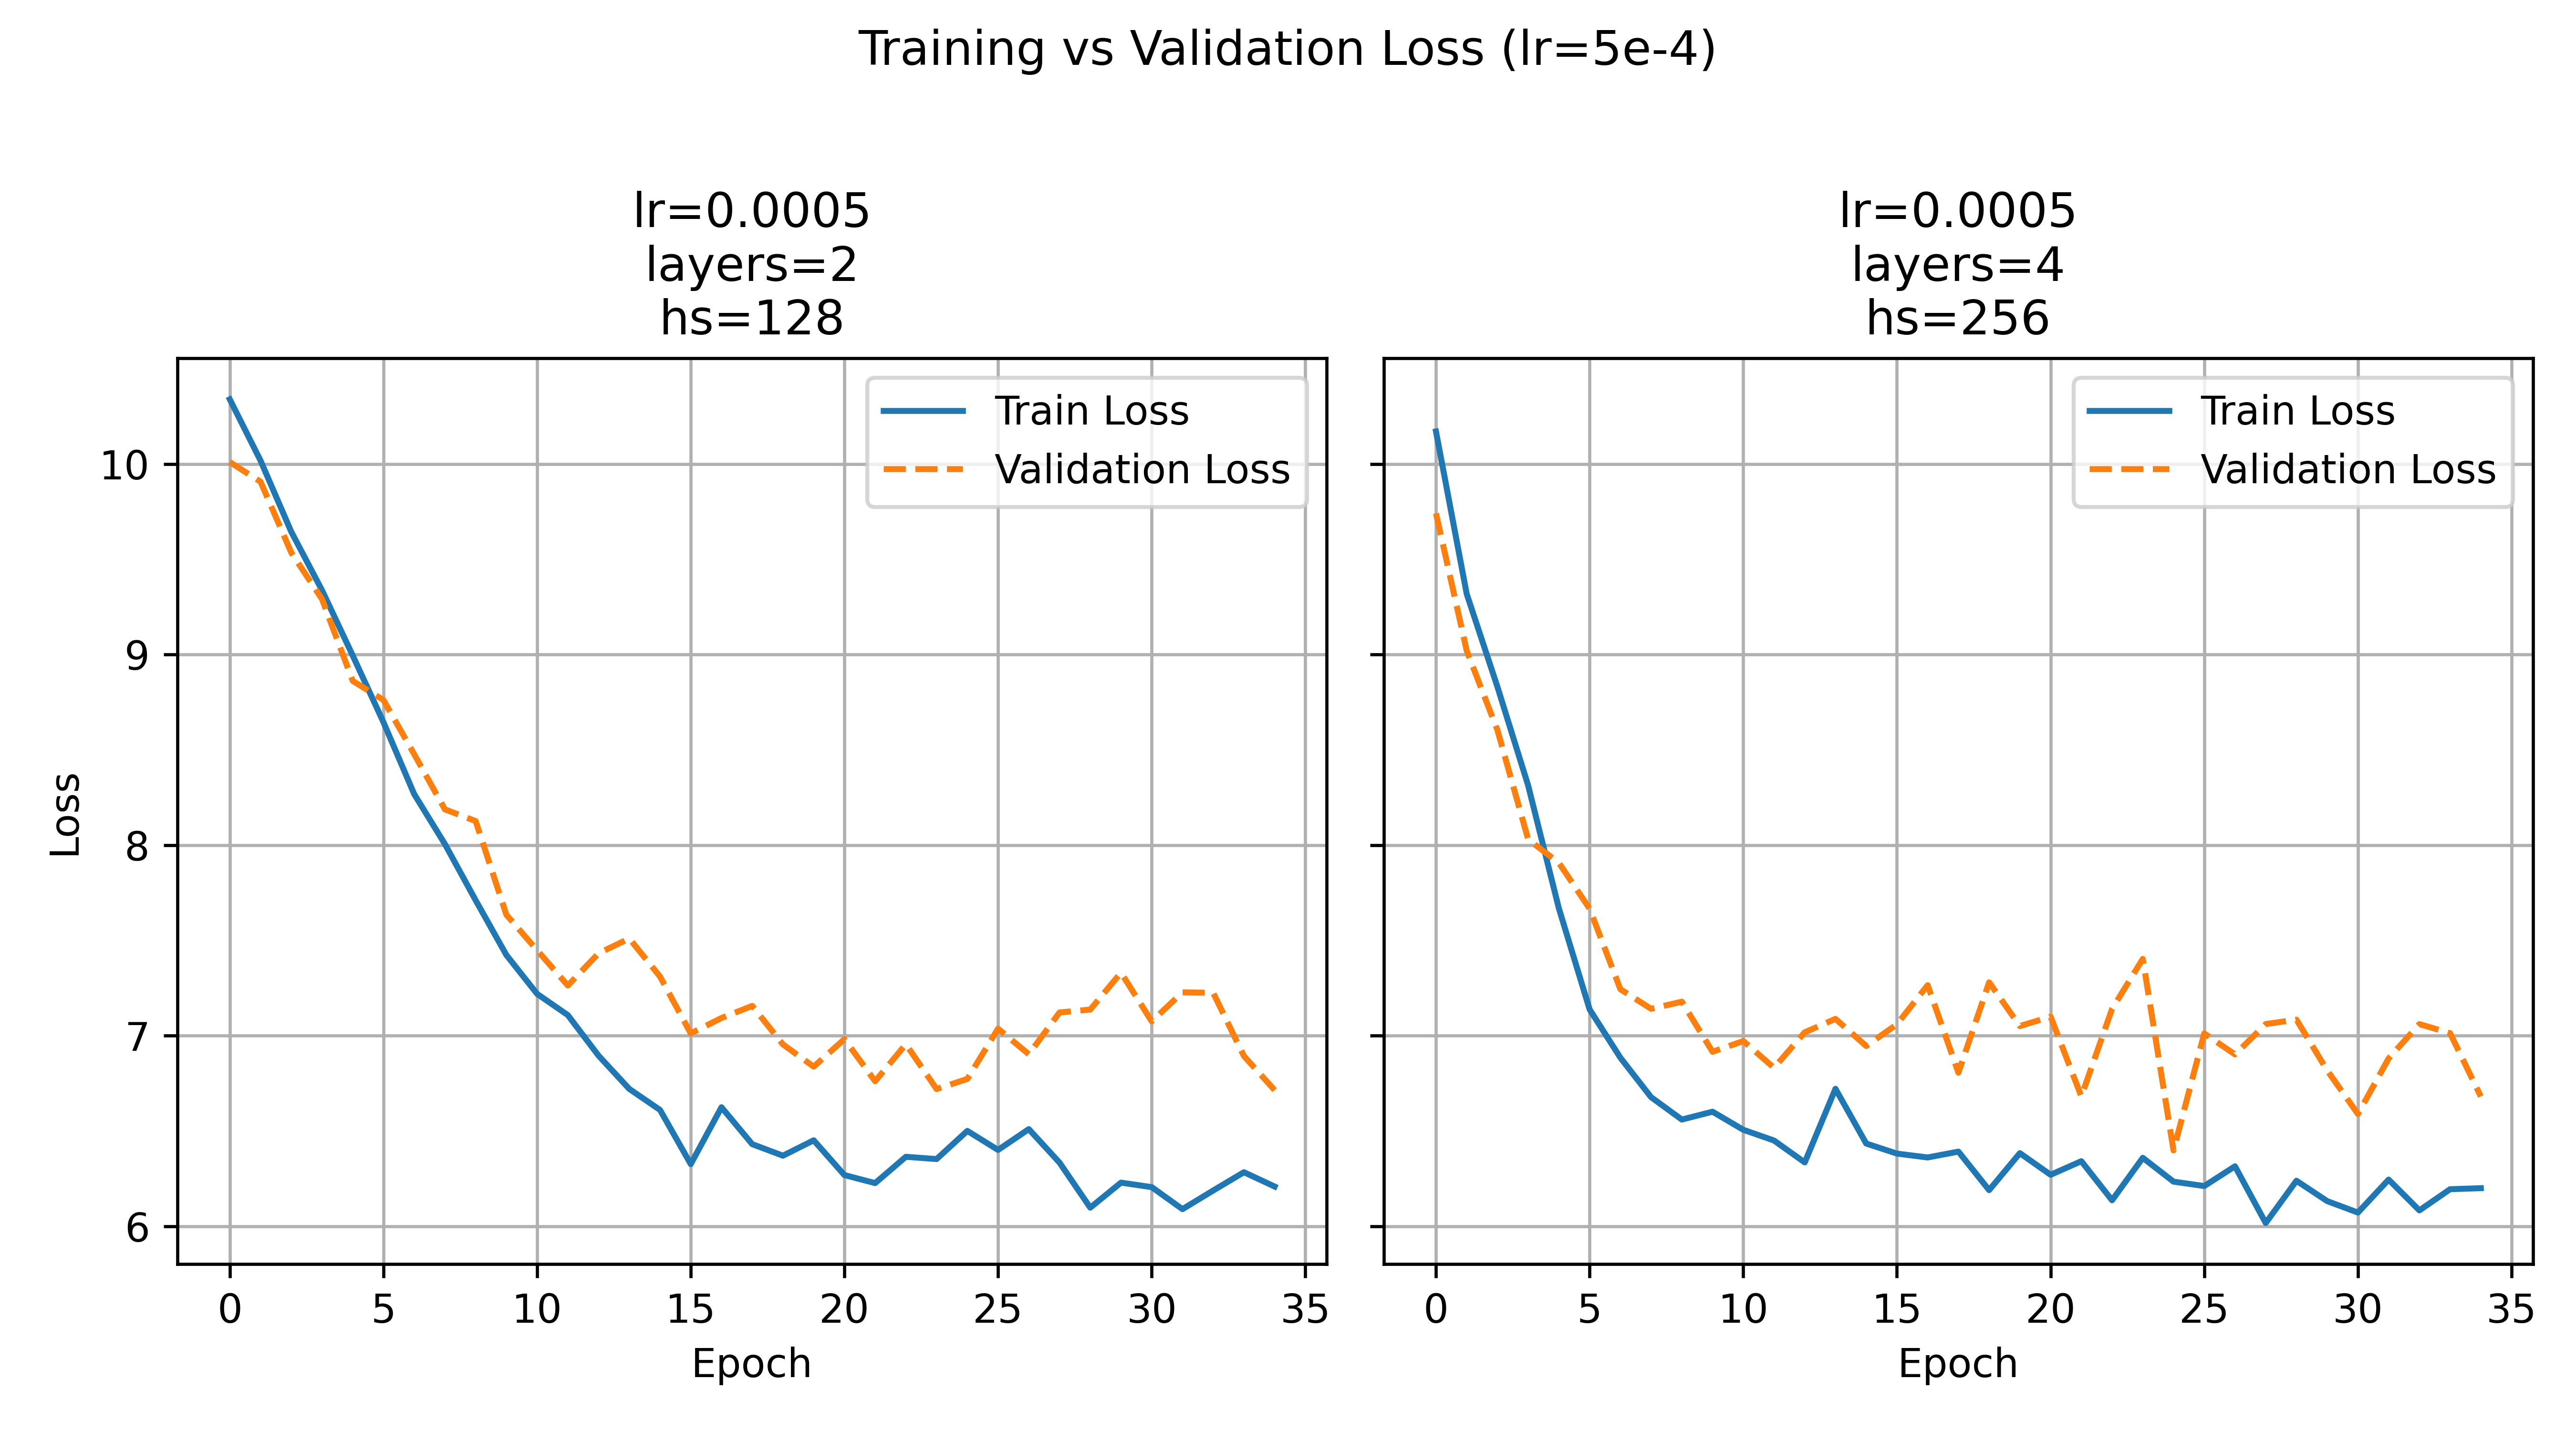 Training vs Validation Loss (lr=5e-4)
lr=0.0005
layers=2
hs=128
Train Loss
Validation Loss
Loss
10
9
8
7
6
0 5 10 15 20 25 30 35
Epoch
lr=0.0005
layers=4
hs=256
Train Loss
Validation Loss
0 5 10 15 20 25 30 35
Epoch